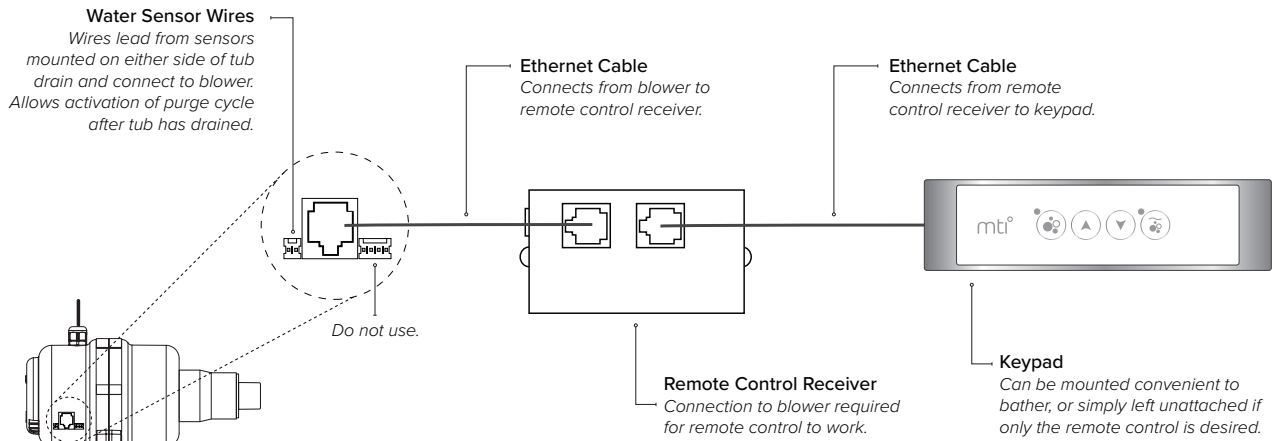 Water Sensor Wires
Wires lead from sensors
mounted on either side of tub
drain and connect to blower.
Allows activation of purge cycle
after tub has drained.
Ethernet Cable
Connects from blower to
remote control receiver.
Ethernet Cable
Connects from remote
control receiver to keypad.
mti°
Do not use.
Remote Control Receiver
Connection to blower required
for remote control to work.
Keypad
Can be mounted convenient to
bather, or simply left unattached if
only the remote control is desired.